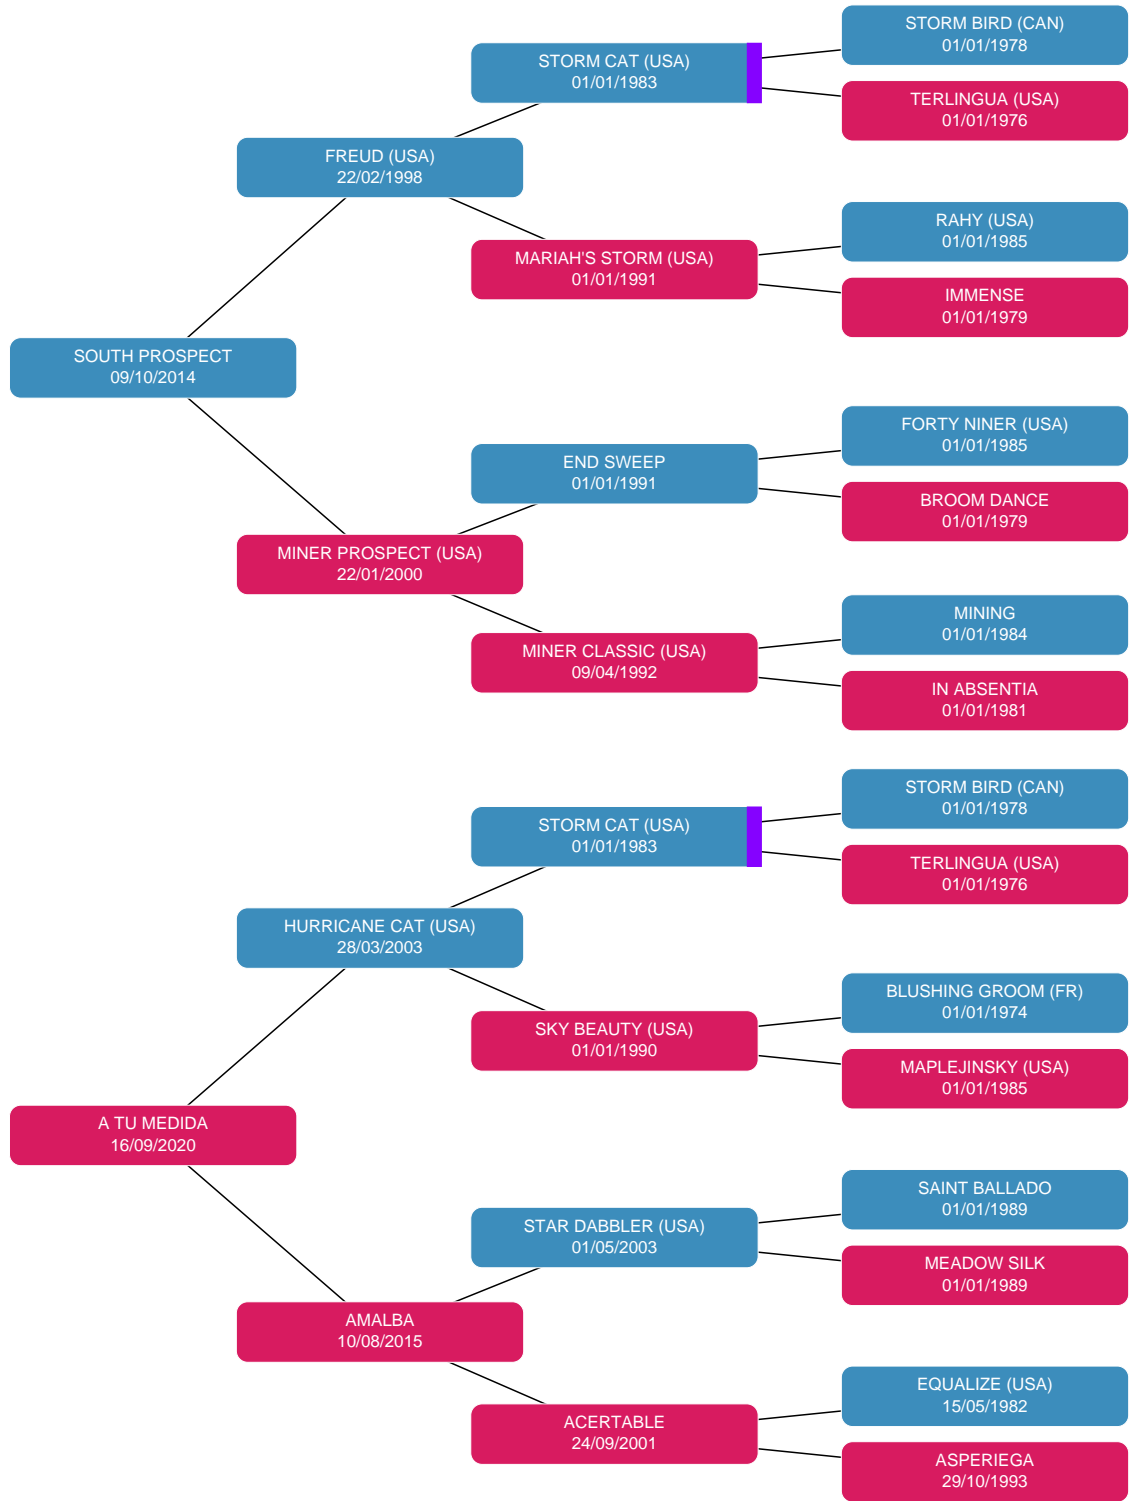 STORM BIRD (CAN)
01/01/1978
STORM CAT (USA)
01/01/1983
TERLINGUA (USA)
01/01/1976
FREUD (USA)
22/02/1998
RAHY (USA)
01/01/1985
MARIAH'S STORM (USA)
01/01/1991
IMMENSE
01/01/1979
SOUTH PROSPECT
09/10/2014
FORTY NINER (USA)
01/01/1985
END SWEEP
01/01/1991
BROOM DANCE
01/01/1979
MINER PROSPECT (USA)
22/01/2000
MINING
01/01/1984
MINER CLASSIC (USA)
09/04/1992
IN ABSENTIA
01/01/1981
STORM BIRD (CAN)
01/01/1978
STORM CAT (USA)
01/01/1983
TERLINGUA (USA)
01/01/1976
HURRICANE CAT (USA)
28/03/2003
BLUSHING GROOM (FR)
01/01/1974
SKY BEAUTY (USA)
01/01/1990
MAPLEJINSKY (USA)
01/01/1985
A TU MEDIDA
16/09/2020
SAINT BALLADO
01/01/1989
STAR DABBLER (USA)
01/05/2003
MEADOW SILK
01/01/1989
AMALBA
10/08/2015
EQUALIZE (USA)
15/05/1982
ACERTABLE
24/09/2001
ASPERIEGA
29/10/1993